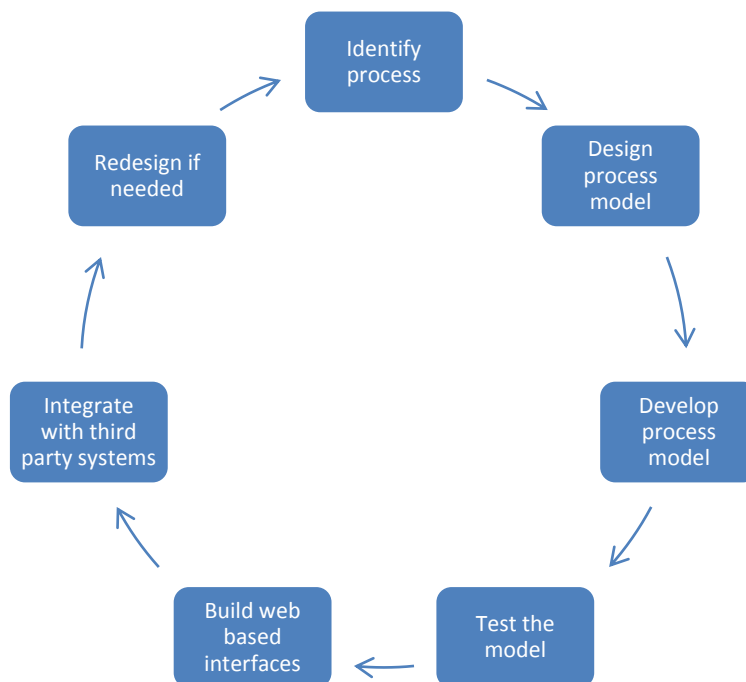 Identify
process
Design
process
model
Develop
process
model
Test the
model
Build web
based
interfaces
Integrate
with third
party systems
Redesign if
needed